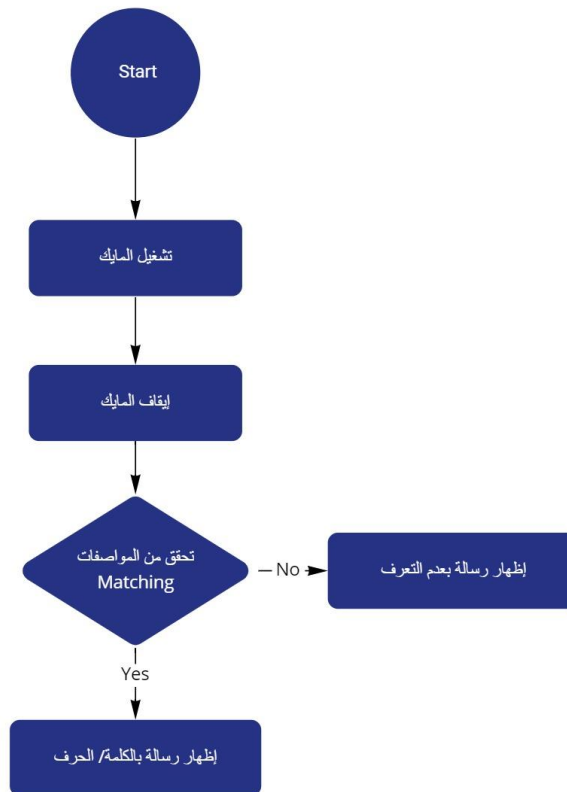 Start
تشغيل المايك
إيقاف المايك
تحقق من المواصفات
Matching
No
إظهار رسالة بعدم التعرف
Yes
إظهار رسالة بالكلمة/ الحرف